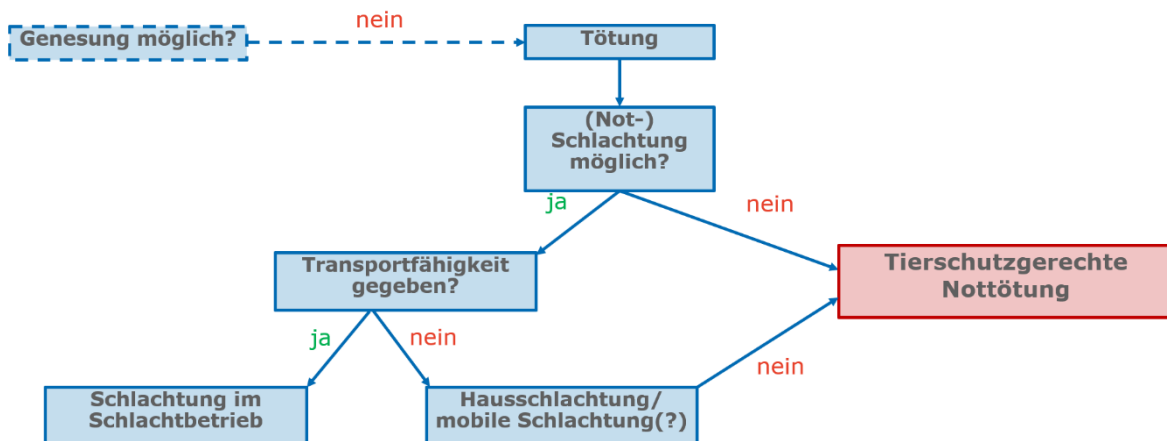 nein
Genesung möglich?
Tötung
(Not-)
Schlachtung
möglich?
ja
nein
Transportfähigkeit
gegeben?
Tierschutzgerechte
Nottötung
ja
nein
nein
Schlachtung im
Schlachtbetrieb
Hausschlachtung/
mobile Schlachtung(?)